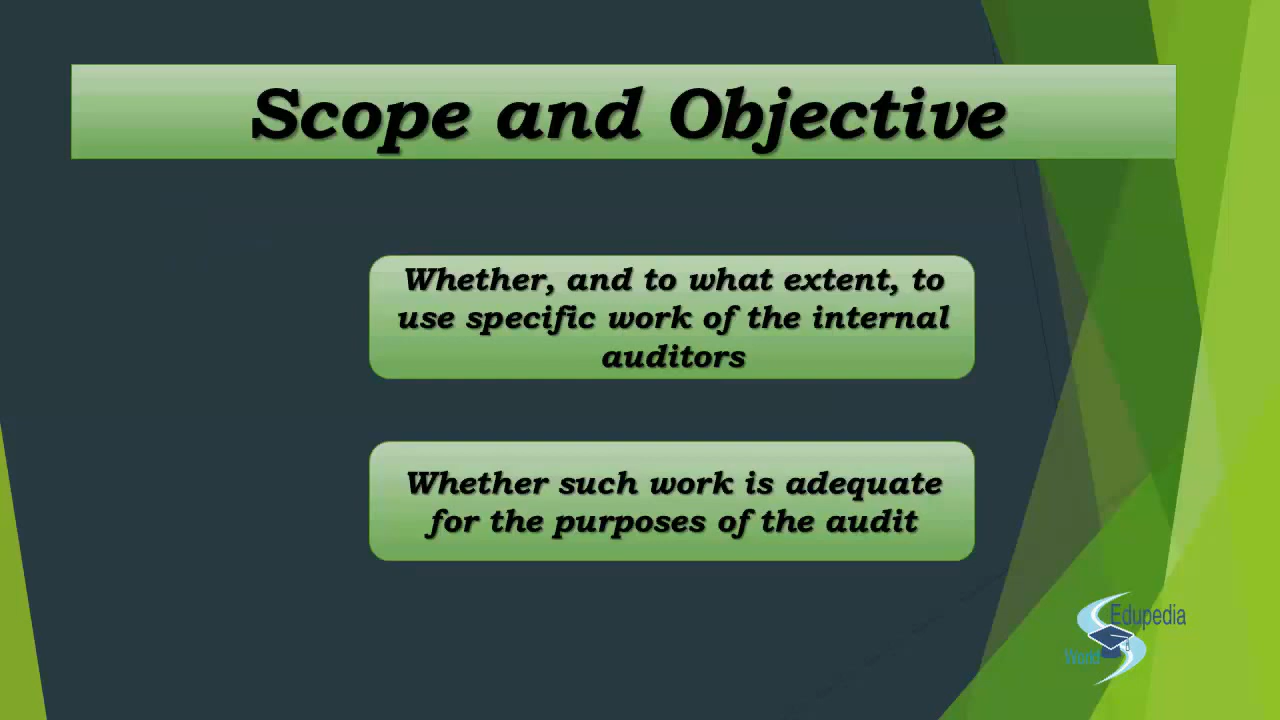 Scope and Objective
Whether, and to what extent, to
use specific work of the internal
auditors
Whether such work is adequate
for the purposes of the audit
Edupedia
World